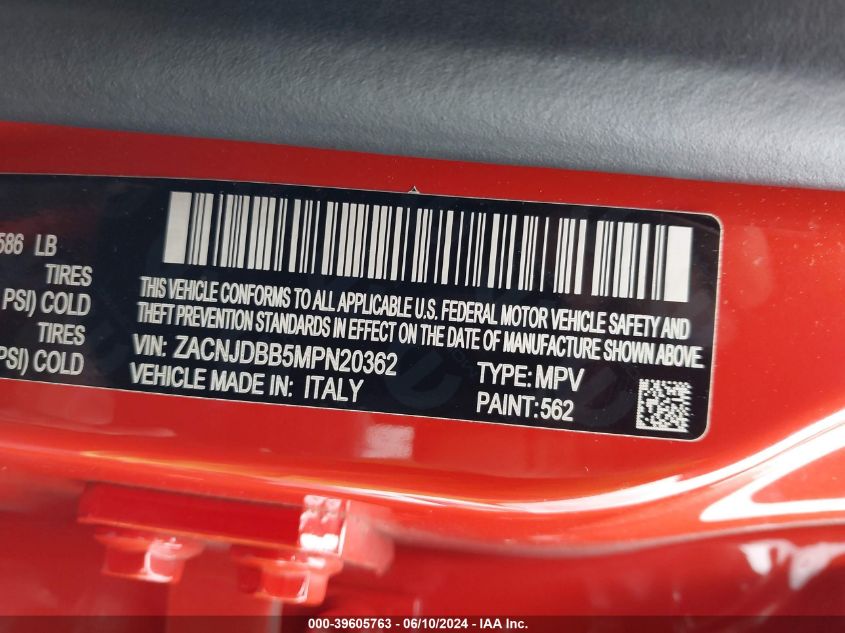 586 LB
TIRES
PSI) COLD
TIRES
PSI) COLD
THIS VEHICLE CONFORMS TO ALL APPLICABLE U.S. FEDERAL MOTOR VEHICLE SAFETY AND
THEFT PREVENTION STANDARDS IN EFFECT ON THE DATE OF MANUFACTURE SHOWN ABOVE.
VIN: ZACNJDBB5MPN20362
TYPE: MPV
VEHICLE MADE IN: ITALY
PAINT: 562
000-39605763 - 06/10/2024 - IAA Inc.